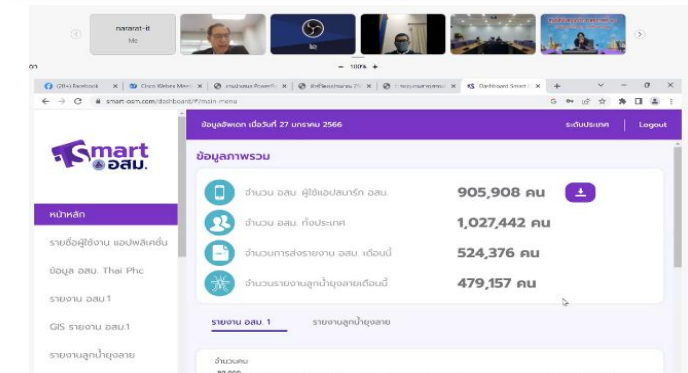 nararat-it
Me
100%
(20+) Facebook
Dashboard Smart
smart-osm.com/dashboard/#/main-menu
ข้อมูลอัพเดท เมื่อวันที่ 27 มกราคม 2566
ระดับประเทศ
Logout
Smart
อสม.
ข้อมูลภาพรวม
จำนวน อสม. ผู้ใช้แอปสมาร์ท อสม.
905,908 คน
จำนวน อสม. ทั้งประเทศ
1,027,442 คน
จำนวนการส่งรายงาน อสม. เดือนนี้
524,376 คน
จำนวนรายงานลูกน้ำยุงลายเดือนนี้
479,157 คน
หน้าหลัก
รายชื่อผู้ใช้งาน แอปพลิเคชั่น
ข้อมูล อสม. Thai Phc
รายงาน อสม.1
GIS รายงาน อสม.1
รายงานลูกน้ำยุงลาย
รายงาน อสม. 1
รายงานลูกน้ำยุงลาย
จำนวนคน